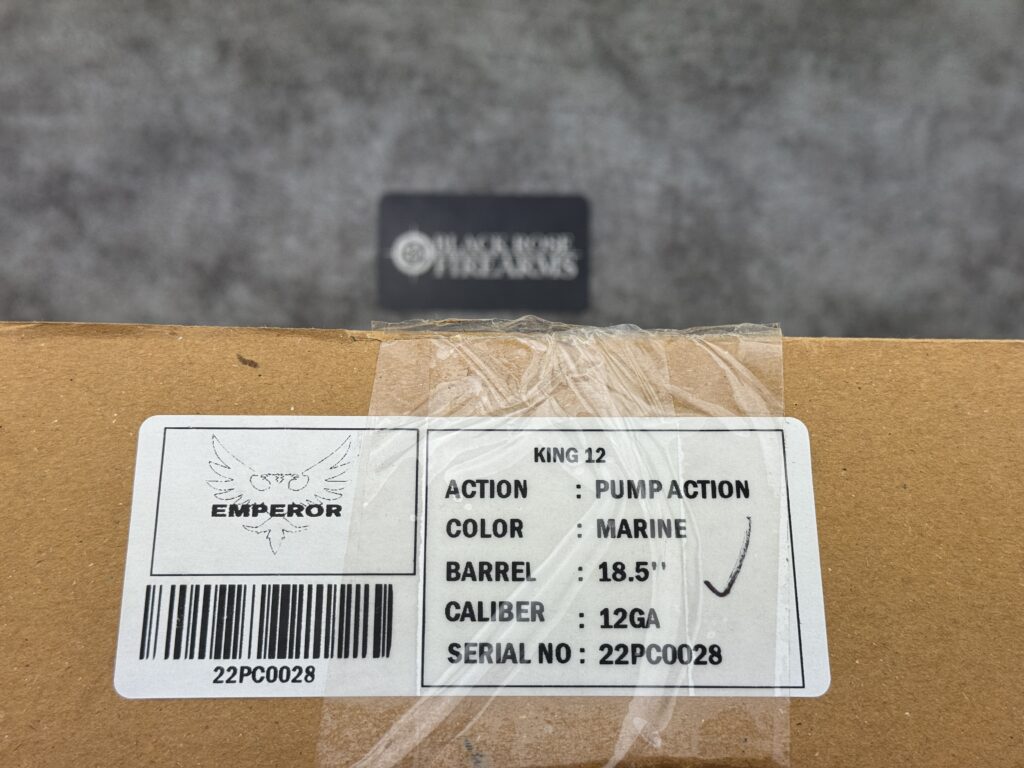 BLACK ROSE
FIREARMS
EMPEROR
22PC0028
KING 12
ACTION : PUMP ACTION
COLOR : MARINE
BARREL : 18.5''
CALIBER : 12GA
SERIAL NO : 22PC0028